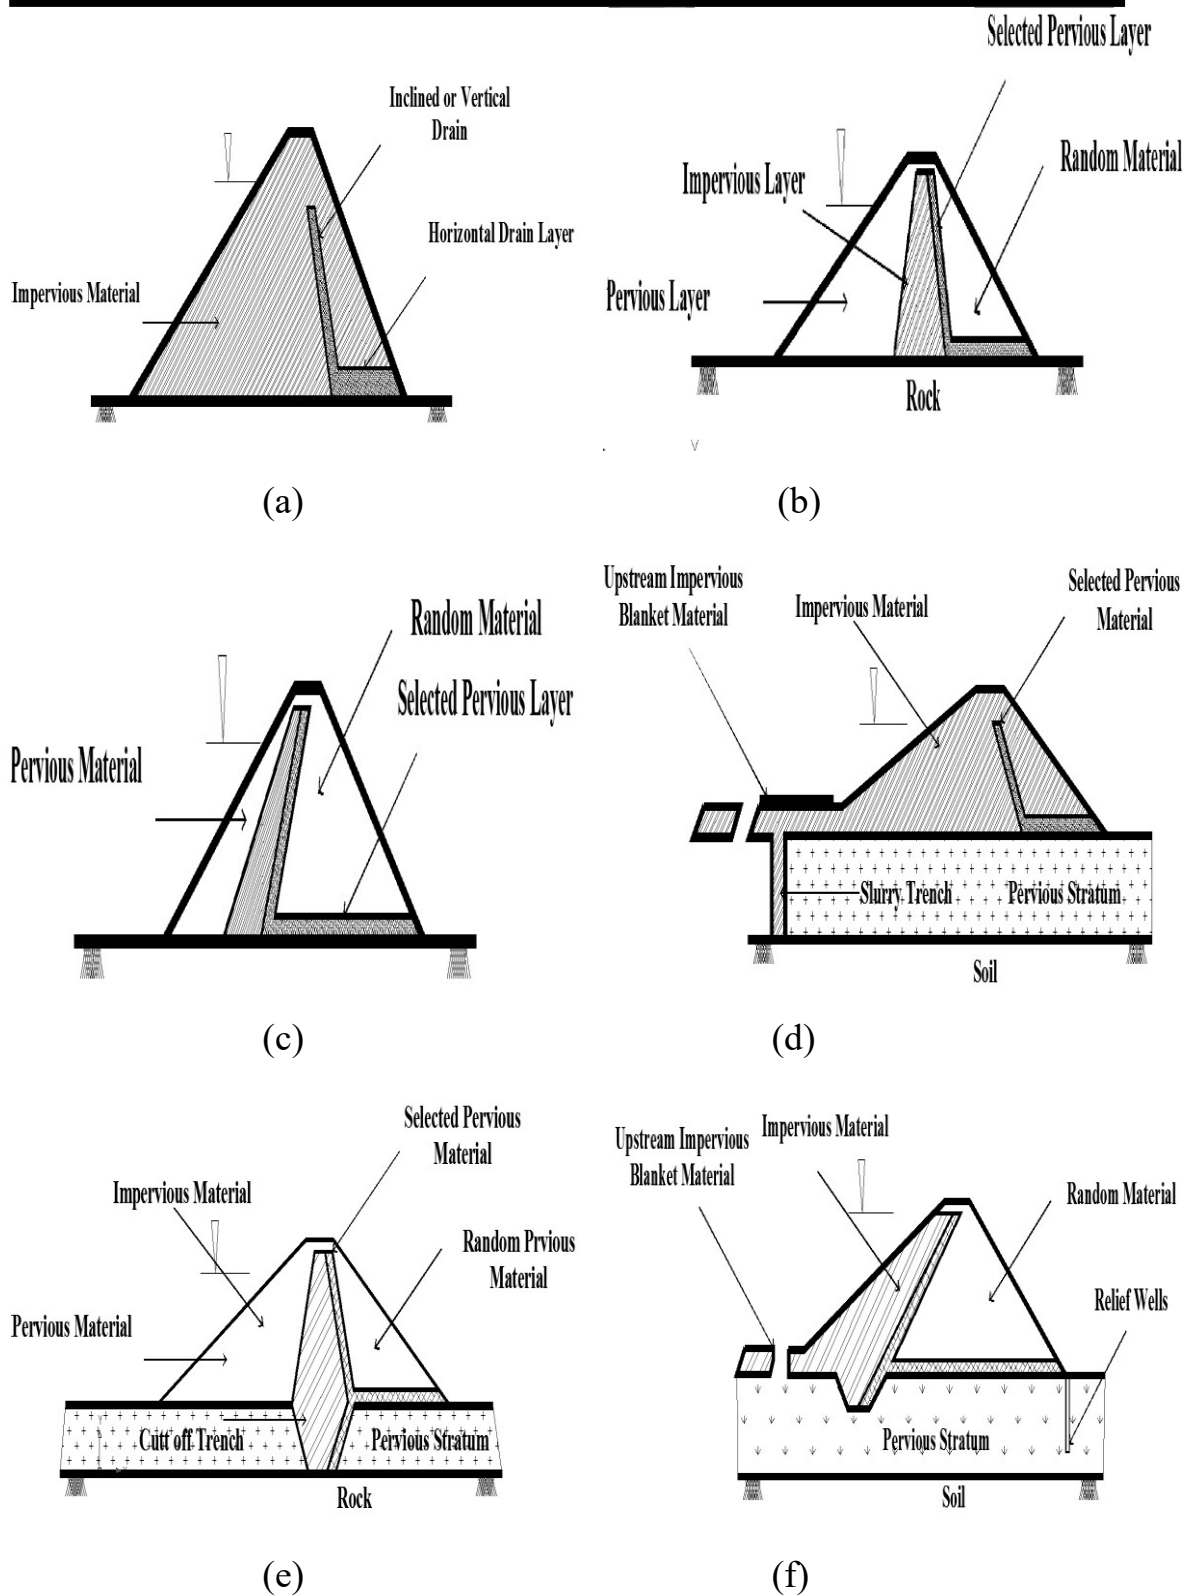 Inclined or Vertical
Drain
Horizontal Drain Layer
Impervious Material
(a)
Selected Pervious Layer
Random Material
Impervious Layer
Pervious Layer
Rock
(b)
Random Material
Selected Pervious Layer
Pervious Material
(c)
Upstream Impervious
Blanket Material
Impervious Material
Selected Pervious
Material
Slurry Trench
Pervious Stratum
Soil
(d)
Selected Pervious
Material
Impervious Material
Random Prvious
Material
Pervious Material
Cutt off Trench
Pervious Stratum
Rock
(e)
Upstream Impervious
Blanket Material
Impervious Material
Random Material
Relief Wells
Pervious Stratum
Soil
(f)